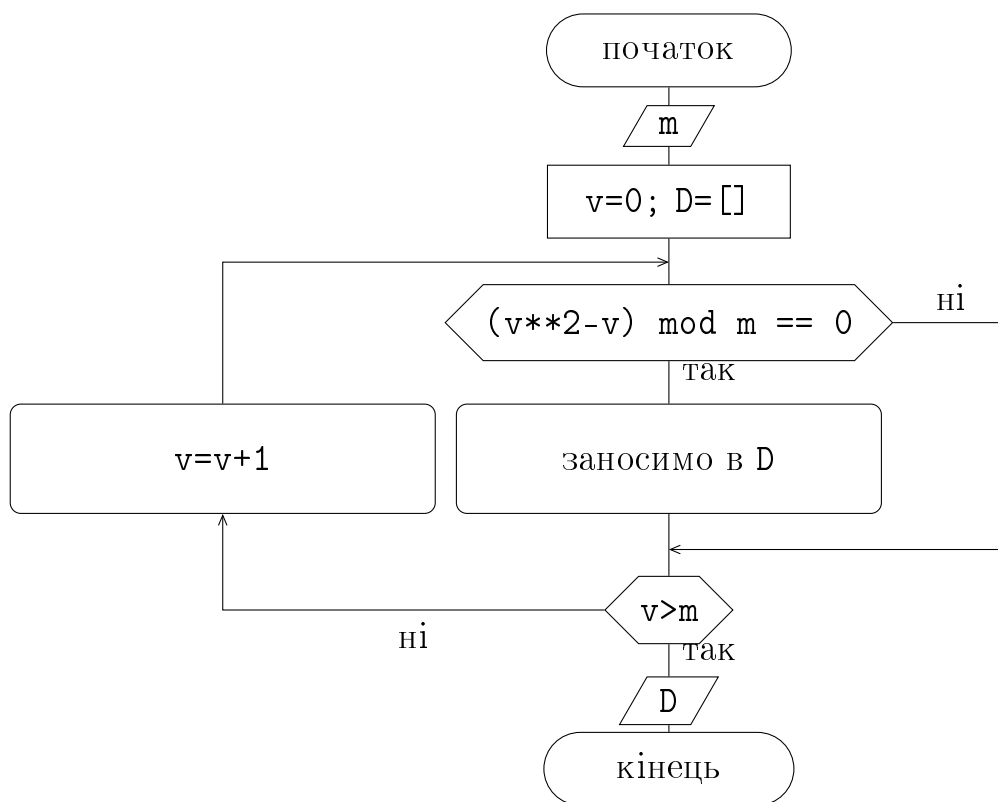 початок
m
v=0; D=[]
(v**2-v) mod m == 0
ні
так
v=v+1
заносимо в D
v>m
ні
так
D
кінець